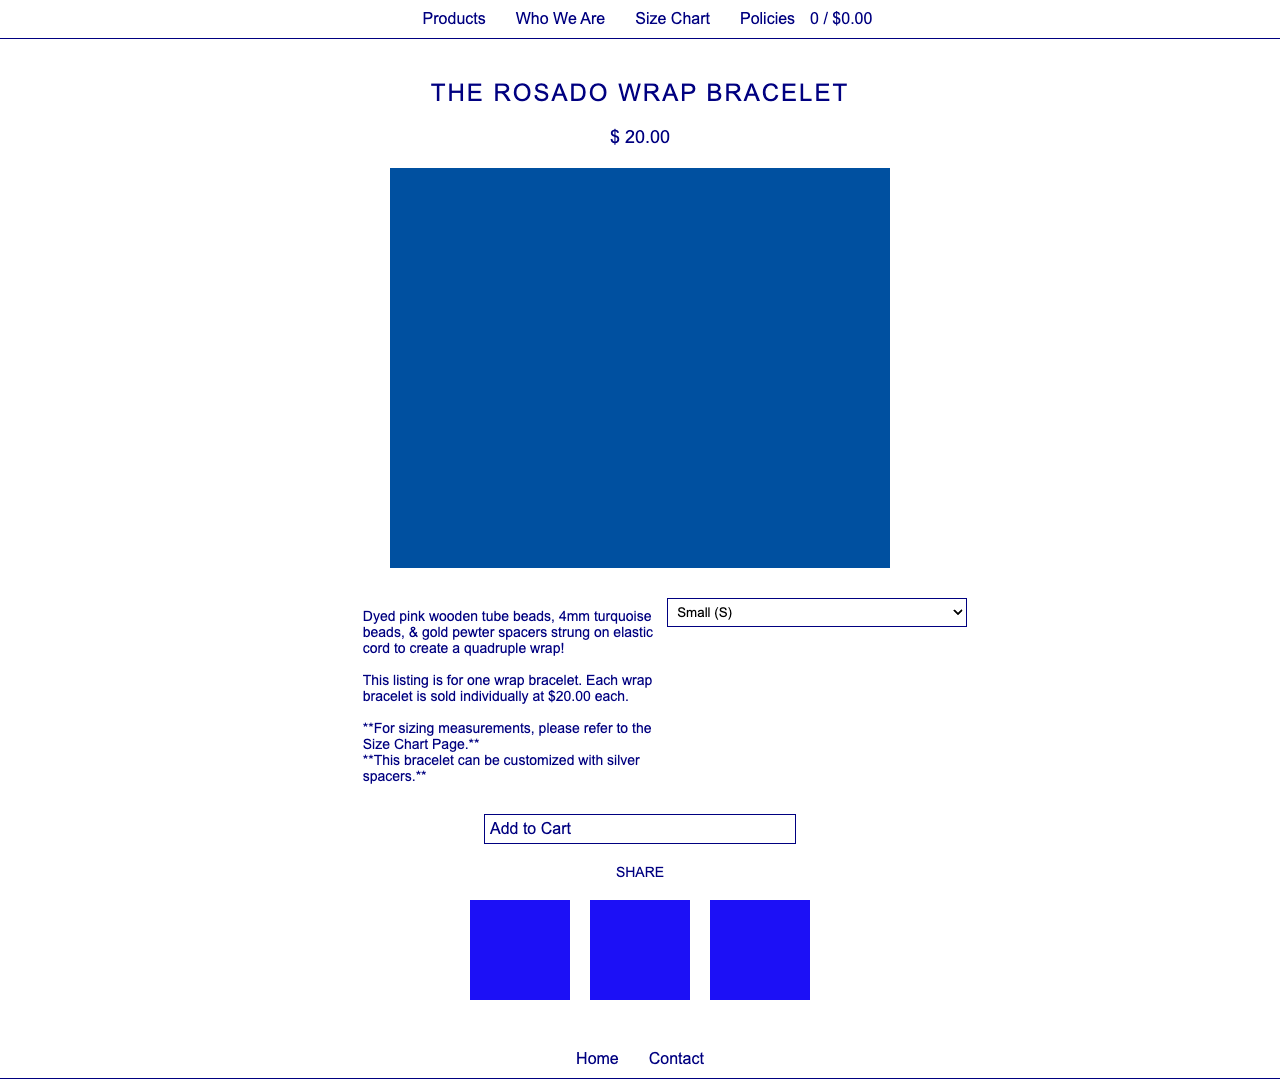 Products Who We Are Size Chart Policies 0 / $0.00
THE ROSADO WRAP BRACELET
$ 20.00
Dyed pink wooden tube beads, 4mm turquoise
beads, & gold pewter spacers strung on elastic
cord to create a quadruple wrap!
Small (S)
This listing is for one wrap bracelet. Each wrap
bracelet is sold individually at $20.00 each.
**For sizing measurements, please refer to the
Size Chart Page.**
**This bracelet can be customized with silver
spacers.**
Add to Cart
SHARE
Home Contact